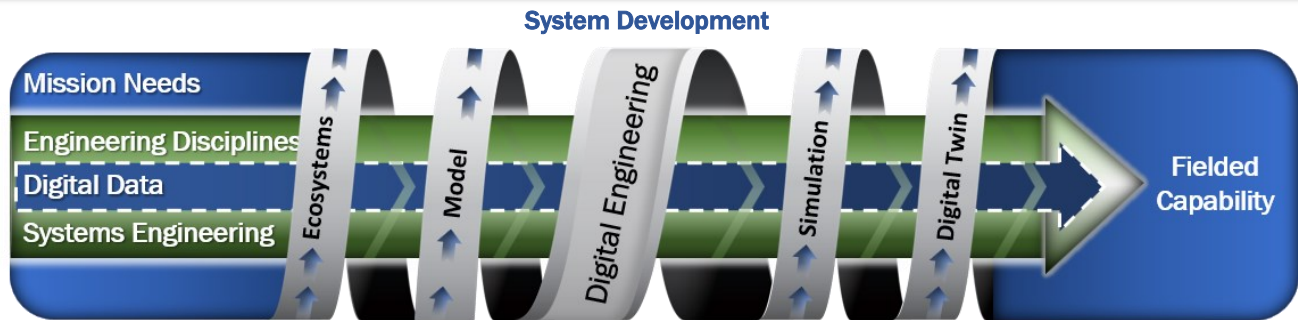 System Development
Mission Needs
Engineering Disciplines
Digital Data
Systems Engineering
Ecosystems
Model
Digital Engineering
Simulation
Digital Twin
Fielded
Capability